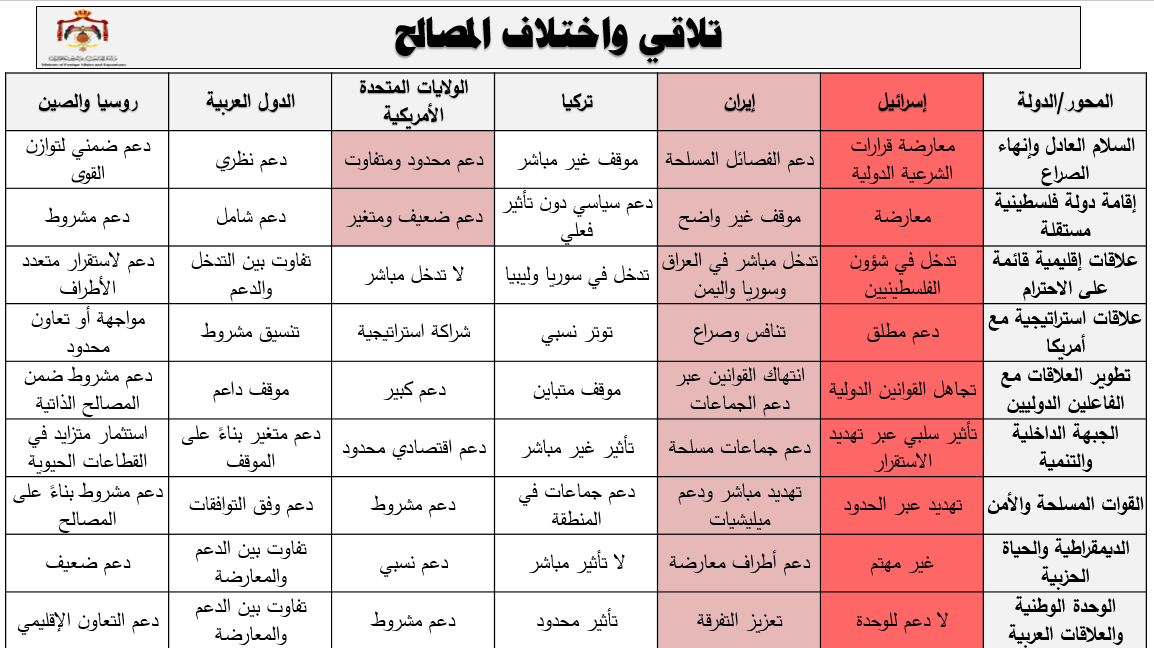 تلاقي واختلاف المصالح
Ministry of Foreign Affairs and Expatriates
المحور/الدولة
إسرائيل
إيران
تركيا
الولايات المتحدة
الأمريكية
الدول العربية
روسيا والصين
السلام العادل وإنهاء
الصراع
معارضة قرارات
الشرعية الدولية
دعم الفصائل المسلحة
موقف غير مباشر
دعم محدود ومتفاوت
دعم نظري
دعم ضمني لتوازن
القوى
إقامة دولة فلسطينية
مستقلة
معارضة
موقف غير واضح
دعم سياسي دون تأثير
فعلي
دعم ضعيف ومتغير
دعم شامل
دعم مشروط
علاقات إقليمية قائمة
على الاحترام
تدخل في شؤون
الفلسطينيين
تدخل مباشر في العراق
وسوريا واليمن
تدخل في سوريا وليبيا
لا تدخل مباشر
تفاوت بين التدخل
والدعم
دعم لاستقرار متعدد
الأطراف
علاقات استراتيجية مع
أمريكا
دعم مطلق
تنافس وصراع
توتر نسبي
شراكة استراتيجية
تنسيق مشروط
مواجهة أو تعاون
محدود
تطوير العلاقات مع
الفاعلين الدوليين
تجاهل القوانين الدولية
انتهاك القوانين عبر
دعم الجماعات
موقف متباين
دعم كبير
موقف داعم
دعم مشروط ضمن
المصالح الذاتية
الجبهة الداخلية
والتنمية
تأثير سلبي عبر تهديد
الاستقرار
دعم جماعات مسلحة
تأثير غير مباشر
دعم اقتصادي محدود
دعم متغير بناءً على
الموقف
استثمار متزايد في
القطاعات الحيوية
القوات المسلحة والأمن
تهديد عبر الحدود
تهديد مباشر ودعم
ميليشيات
دعم جماعات في
المنطقة
دعم مشروط
دعم وفق التوافقات
دعم مشروط بناءً على
المصالح
الديمقراطية والحياة
الحزبية
غير مهتم
دعم أطراف معارضة
لا تأثير مباشر
دعم نسبي
تفاوت بين الدعم
والمعارضة
دعم ضعيف
الوحدة الوطنية
والعلاقات العربية
لا دعم للوحدة
تعزيز التفرقة
تأثير محدود
دعم مشروط
تفاوت بين الدعم
والمعارضة
دعم التعاون الإقليمي